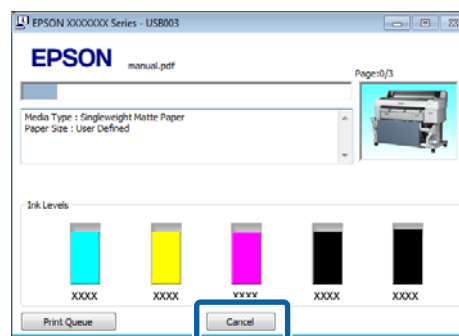 EPSON XXXXXXX Series - USB003
EPSON
manual.pdf
Page:0/3
Media Type : Singleweight Matte Paper
Paper Size : User Defined
Ink Levels
XXXX XXXX XXXX XXXX XXXX
Print Queue Cancel